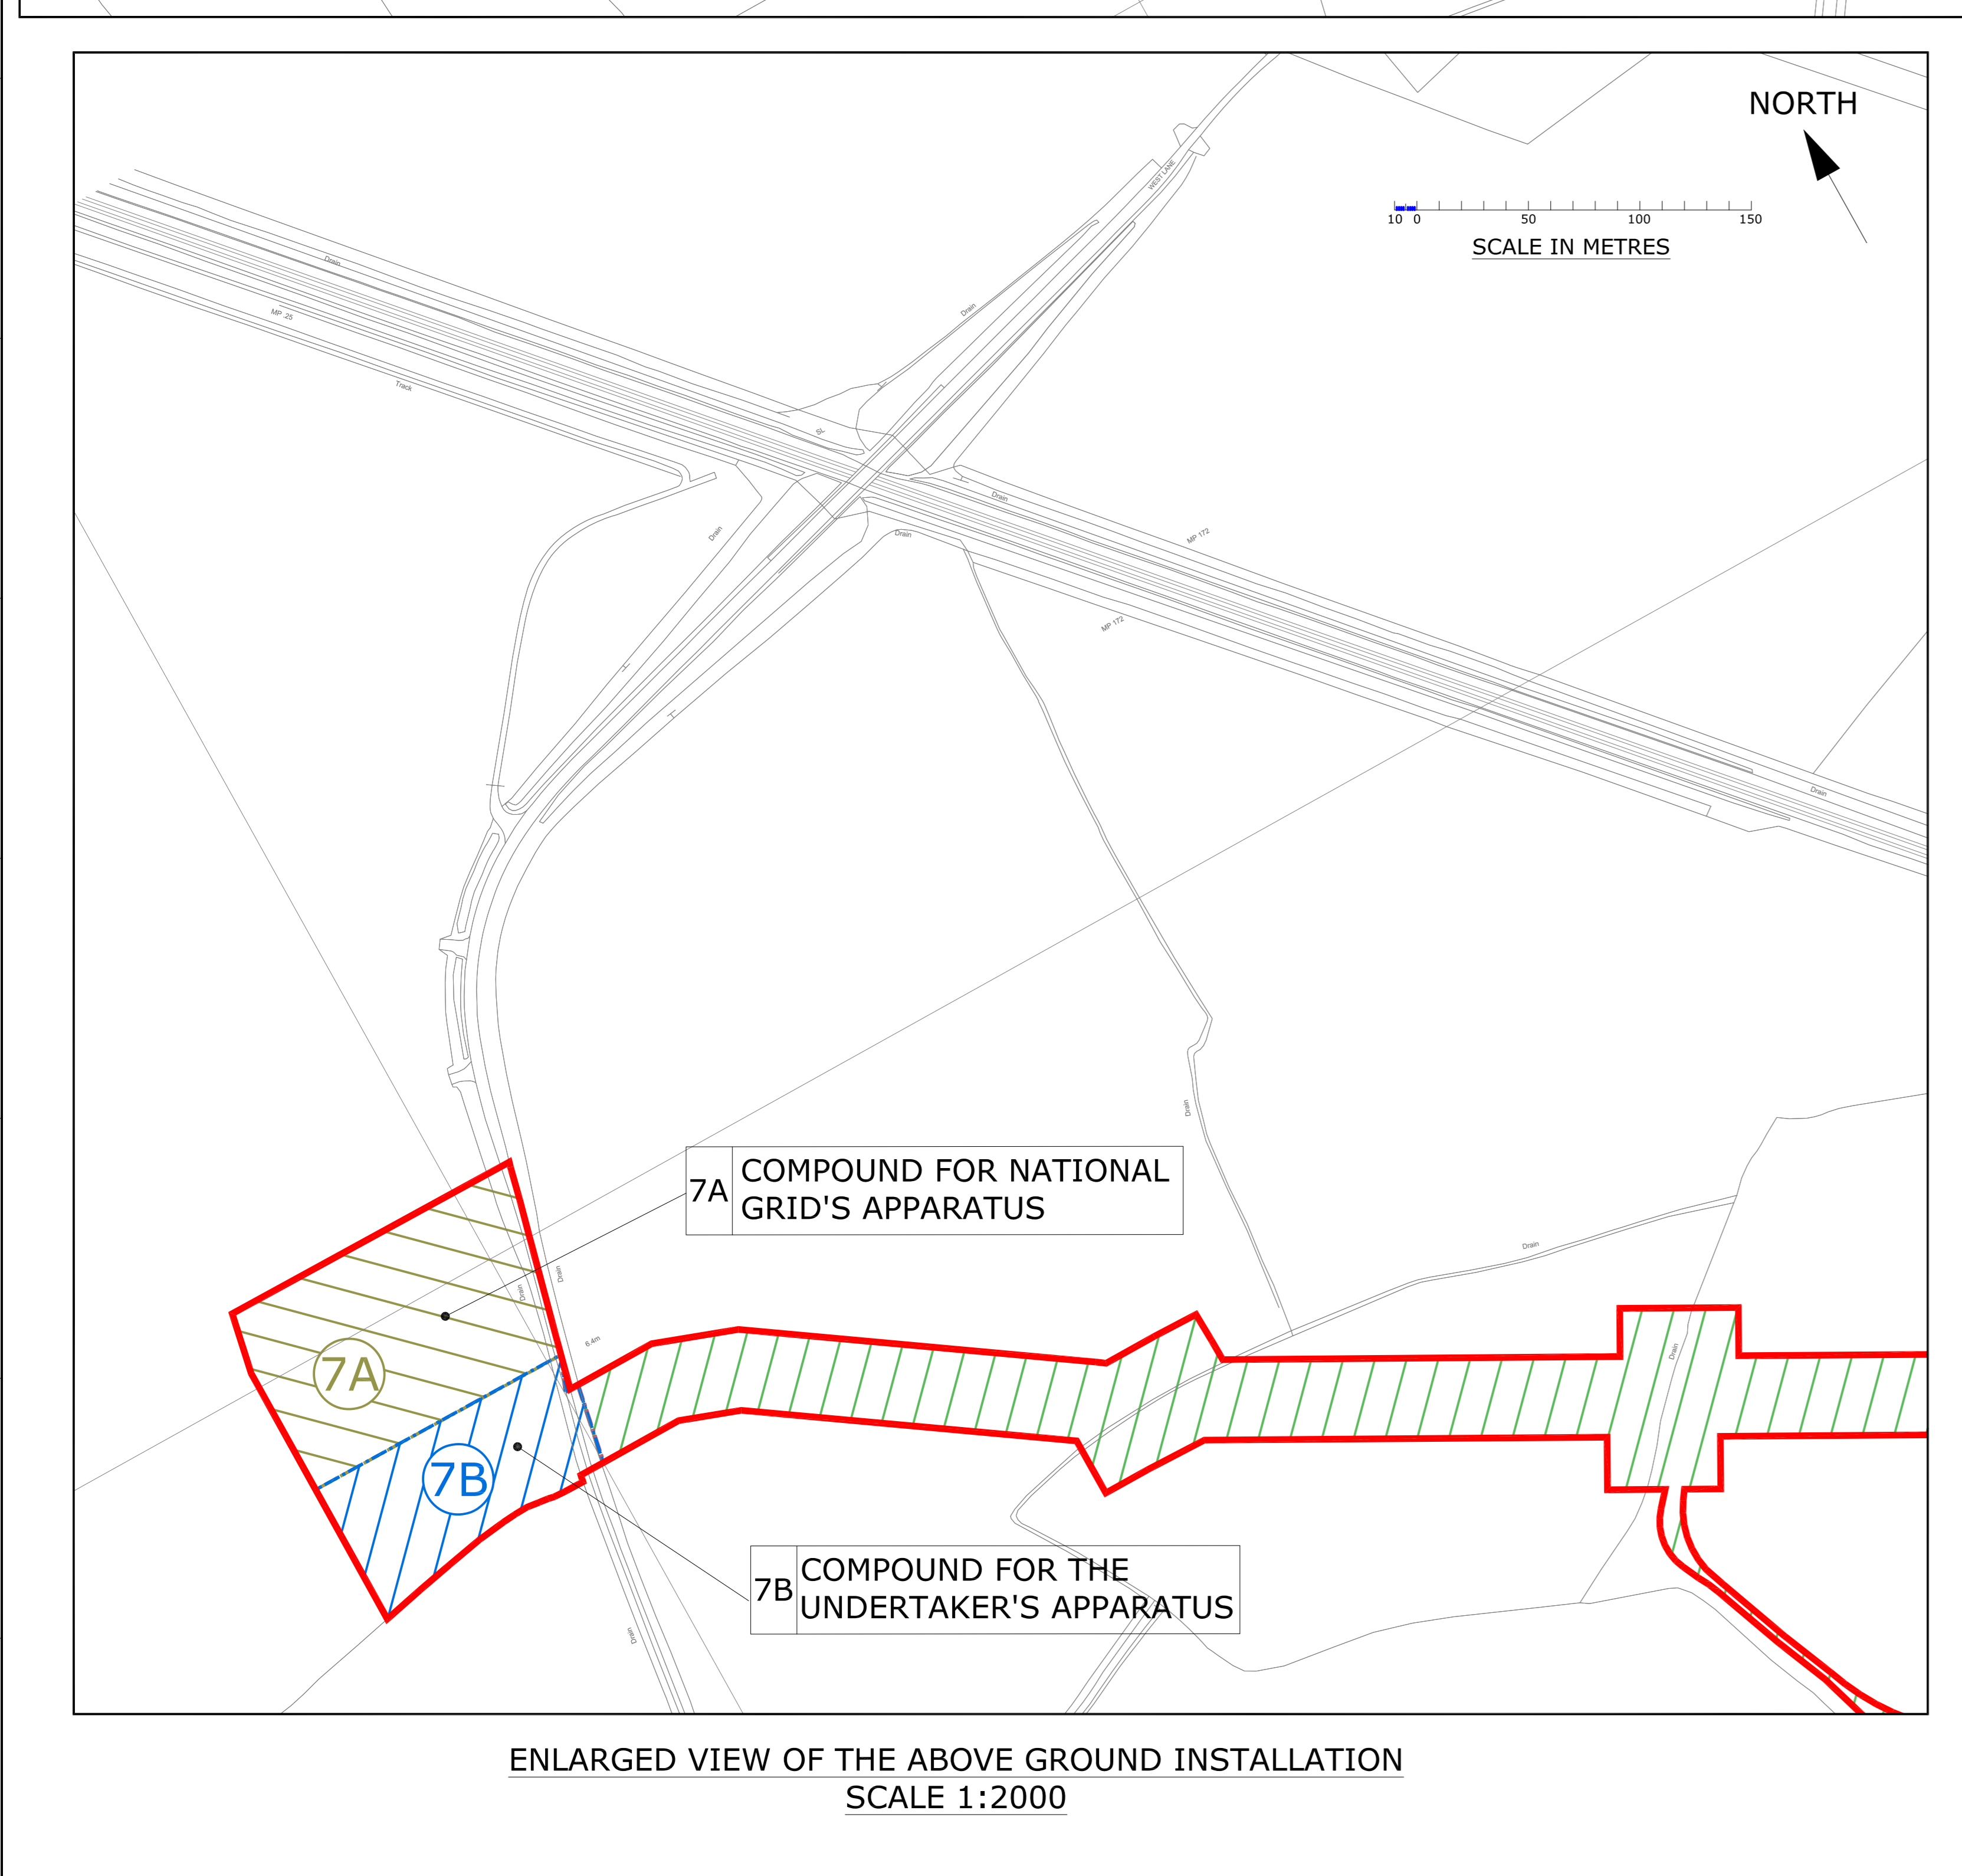 NORTH
WEST LANE
10 0 50 100 150
SCALE IN METRES
Drain
MP .25
Drain
Track
SL
Drain
Drain
Drain
MP 172
MP 172
Drain
Drain
7A
COMPOUND FOR NATIONAL
GRID'S APPARATUS
Drain
Drain
Drain
6.4m
Drain
7A
7B
7B
COMPOUND FOR THE
UNDERTAKER'S APPARATUS
Drain
ENLARGED VIEW OF THE ABOVE GROUND INSTALLATION
SCALE 1:2000